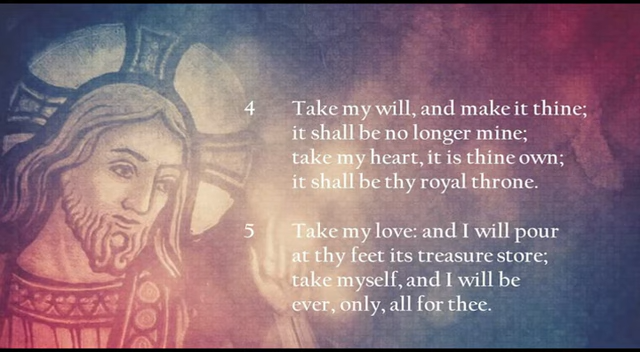 4 Take my will, and make it thine;
it shall be no longer mine;
take my heart, it is thine own;
it shall be thy royal throne.
5 Take my love: and I will pour
at thy feet its treasure store;
take myself, and I will be
ever, only, all for thee.